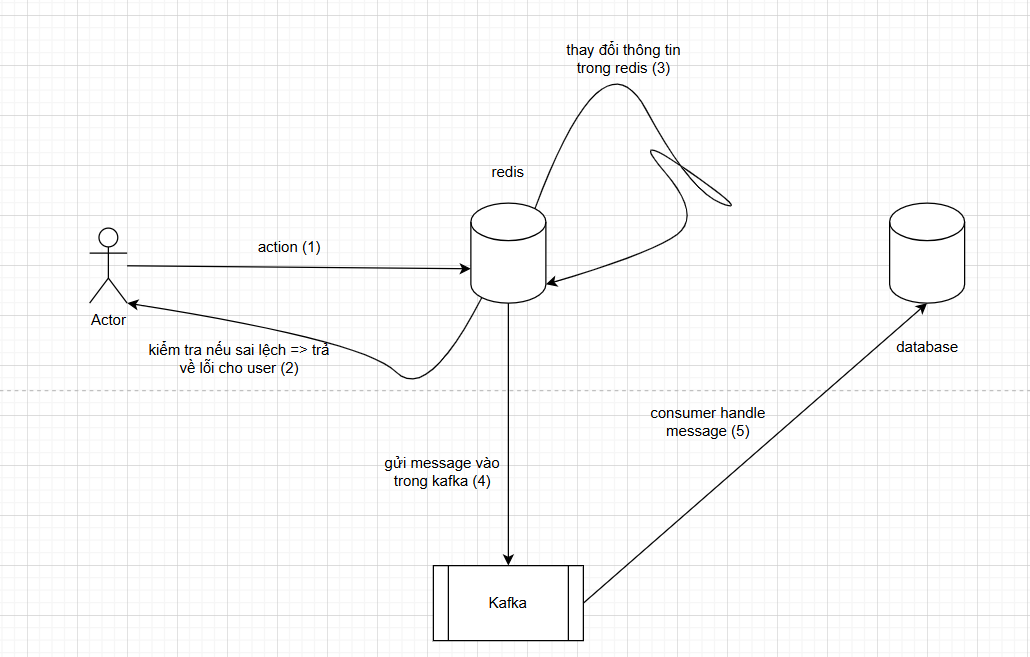 thay đổi thông tin
trong redis (3)
redis
action (1)
Actor
kiểm tra nếu sai lệch => trả
về lỗi cho user (2)
database
consumer handle
message (5)
gửi message vào
trong kafka (4)
Kafka